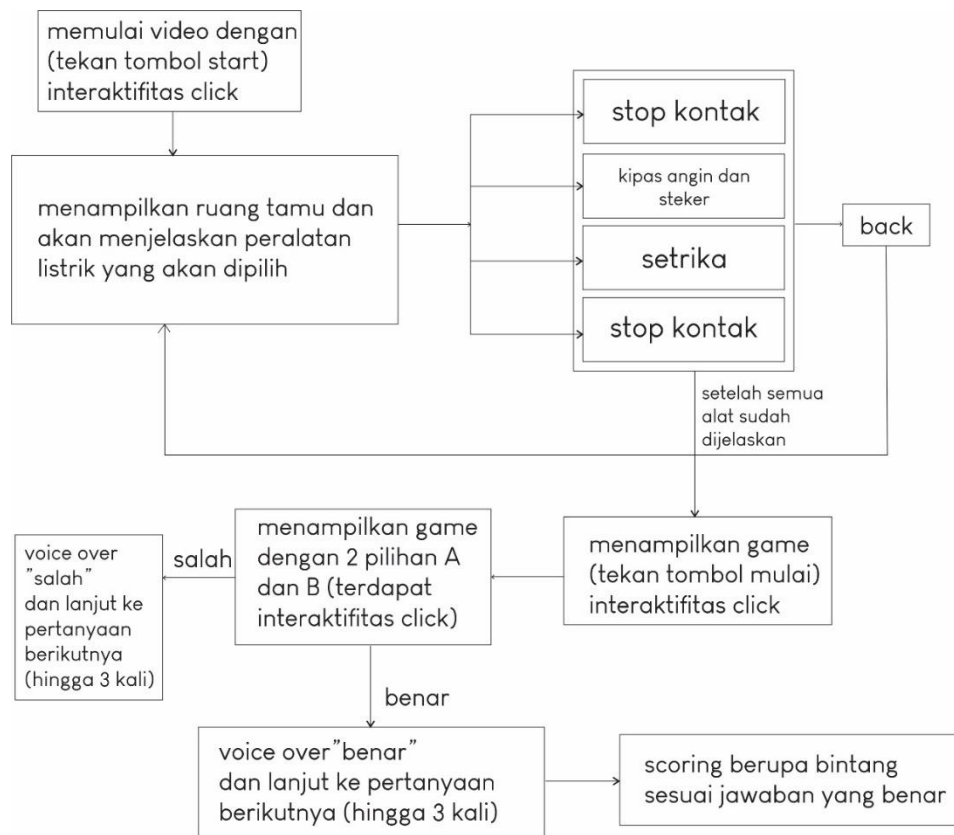 memulai video dengan
(tekan tombol start)
interaktifitas click
menampilkan ruang tamu dan
akan menjelaskan peralatan
listrik yang akan dipilih
stop kontak
kipas angin dan
steker
setrika
stop kontak
back
setelah semua
alat sudah
dijelaskan
menampilkan game
(tekan tombol mulai)
interaktifitas click
menampilkan game
dengan 2 pilihan A
dan B (terdapat
interaktifitas click)
salah
voice over
"salah"
dan lanjut ke
pertanyaan
berikutnya
(hingga 3 kali)
benar
voice over"benar"
dan lanjut ke pertanyaan
berikutnya (hingga 3 kali)
scoring berupa bintang
sesuai jawaban yang benar